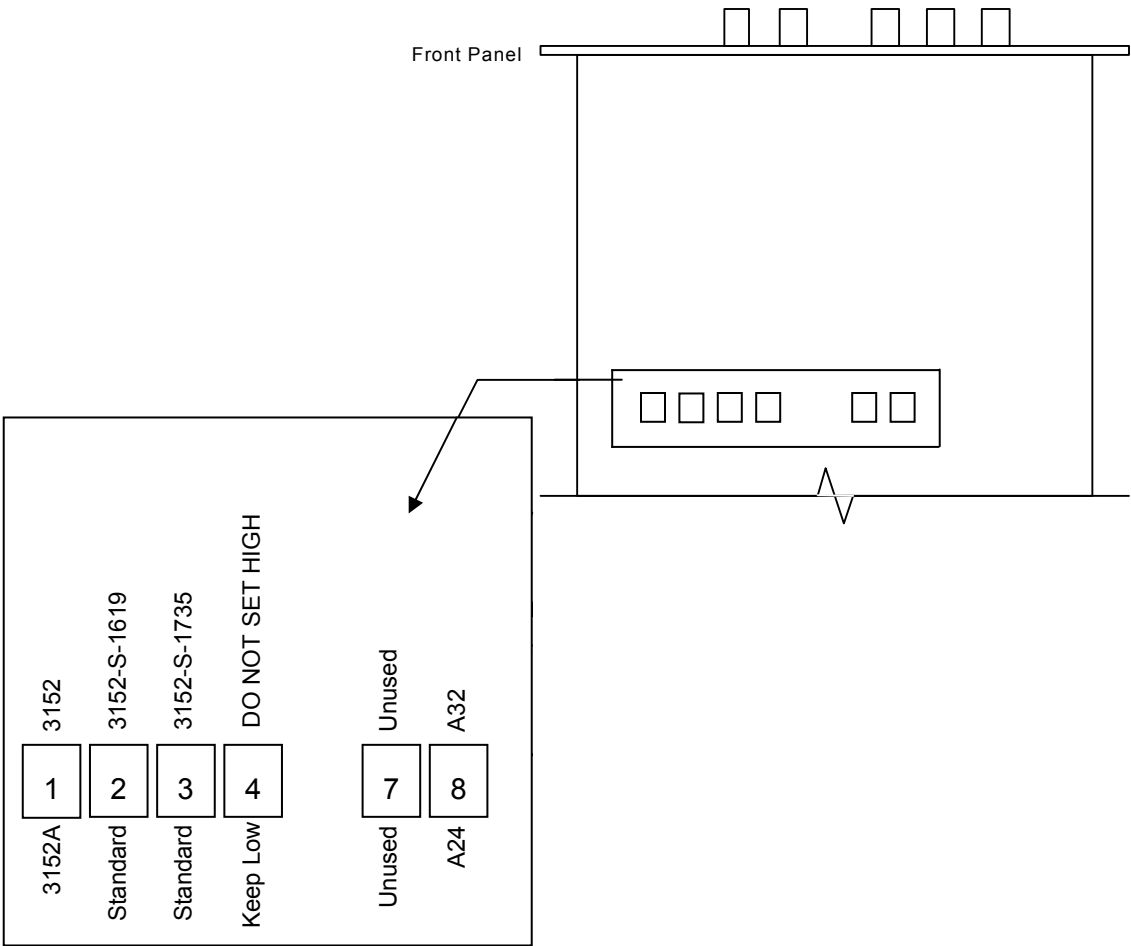 Front Panel
3152
3152-S-1619
3152-S-1735
DO NOT SET HIGH
Unused
A32
1
2
3
4
7
8
3152A
Standard
Standard
Keep Low
Unused
A24